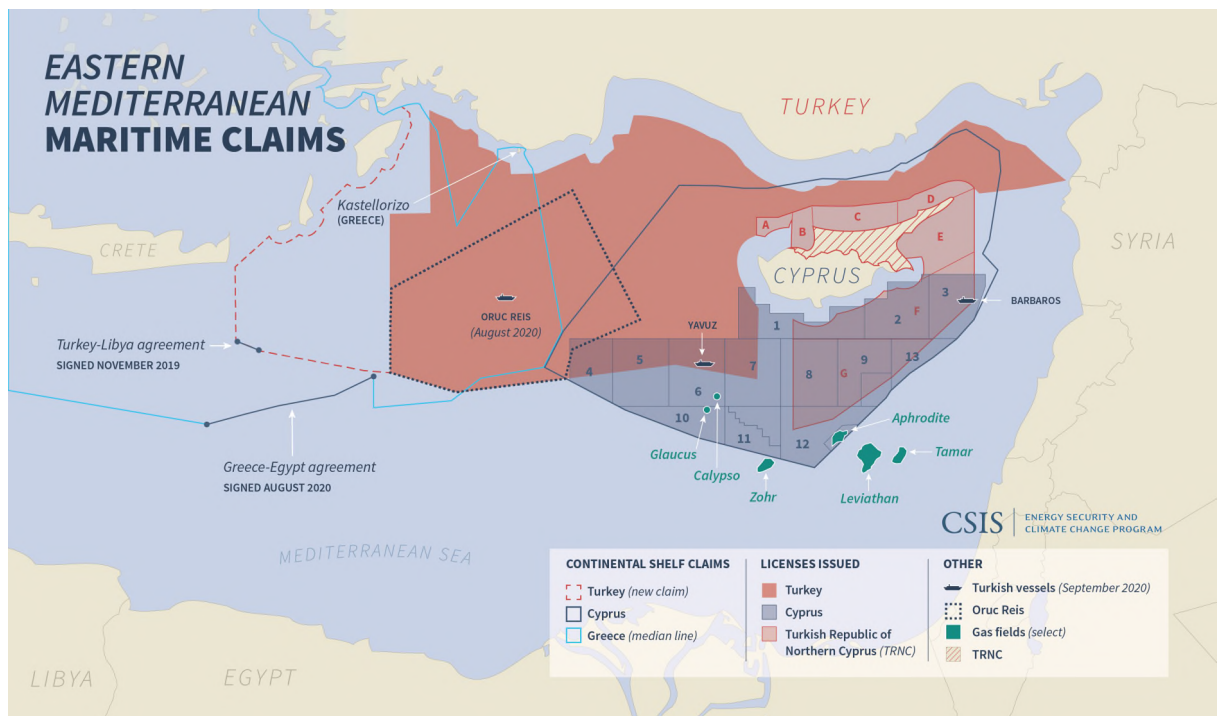 EASTERN
MEDITERRANEAN
MARITIME CLAIMS
TURKEY
Kastellorizo
(GREECE)
CRETE
SYRIA
A
B
C
D
E
CYPRUS
ORUC REIS
(August 2020)
BARBAROS
YAVUZ
Turkey-Libya agreement
SIGNED NOVEMBER 2019
1
2
3
F
4
5
6
7
8
G
9
13
10
11
12
Aphrodite
Glaucus
Calypso
Tamar
Zohr
Leviathan
Greece-Egypt agreement
SIGNED AUGUST 2020
MEDITERRANEAN SEA
CSIS
ENERGY SECURITY AND
CLIMATE CHANGE PROGRAM
CONTINENTAL SHELF CLAIMS
Turkey (new claim)
Cyprus
Greece (median line)
LICENSES ISSUED
Turkey
Cyprus
Turkish Republic of
Northern Cyprus (TRNC)
OTHER
Turkish vessels (September 2020)
Oruc Reis
Gas fields (select)
TRNC
LIBYA
EGYPT